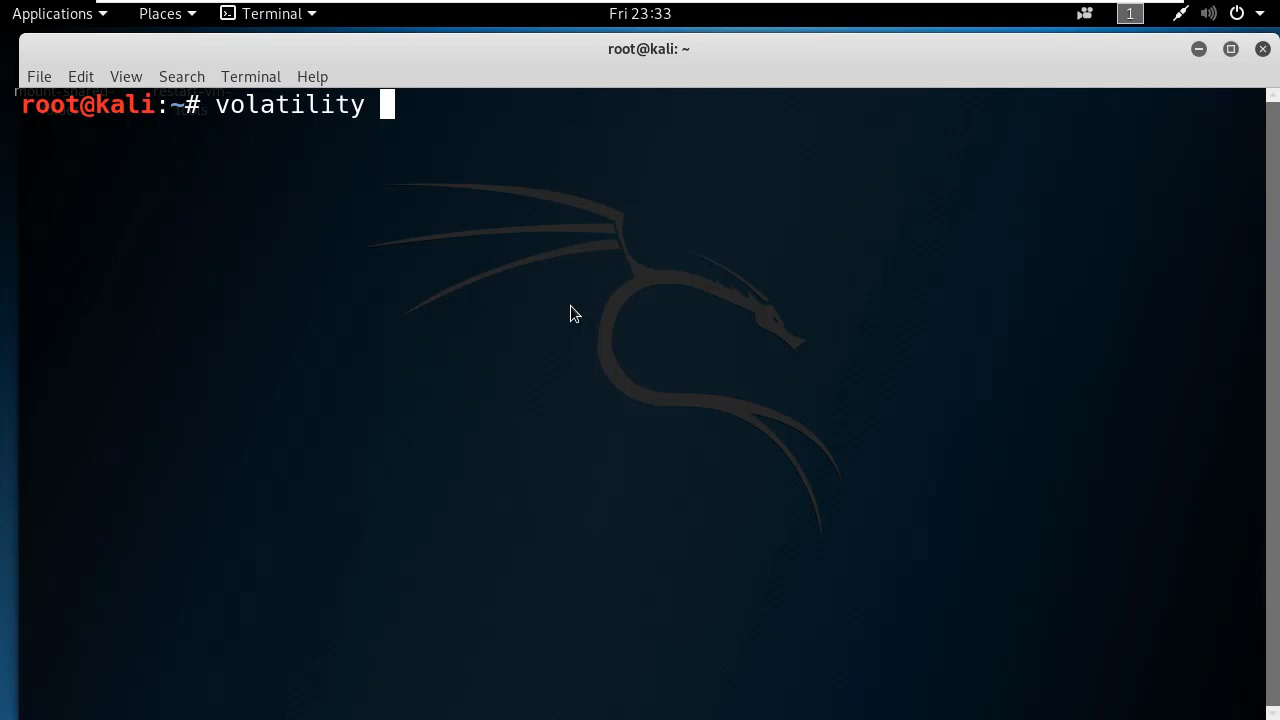 Applications Places Terminal Fri 23:33 1
root@kali: ~
File Edit View Search Terminal Help
root@kali:~# volatility